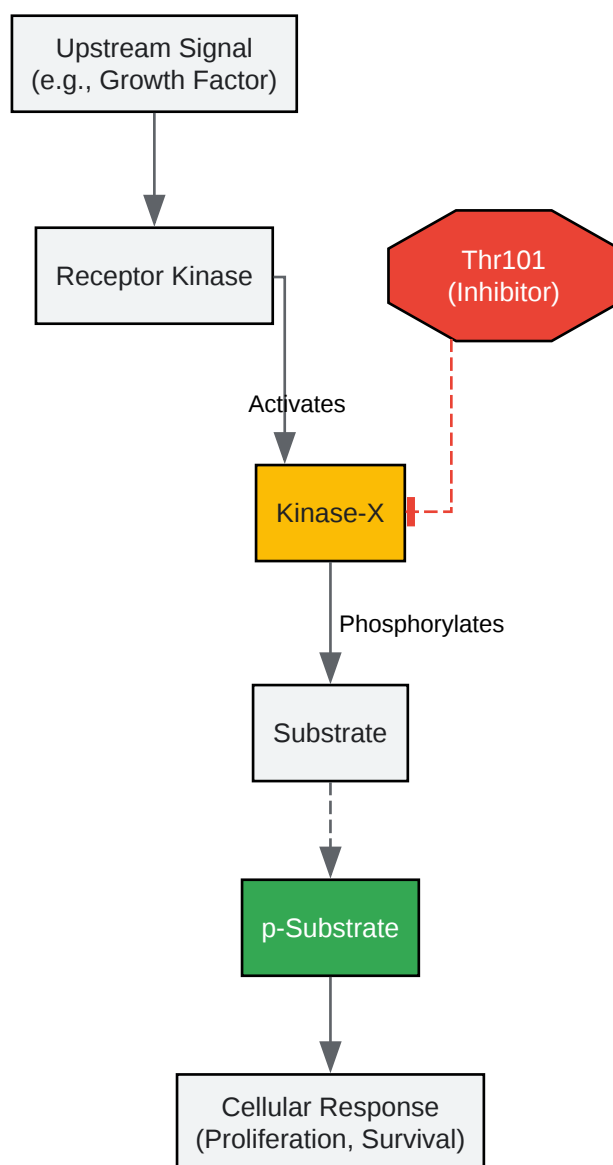 Upstream Signal
(e.g., Growth Factor)
Receptor Kinase
Thr101
(Inhibitor)
Activates
Kinase-X
Phosphorylates
Substrate
p-Substrate
Cellular Response
(Proliferation, Survival)